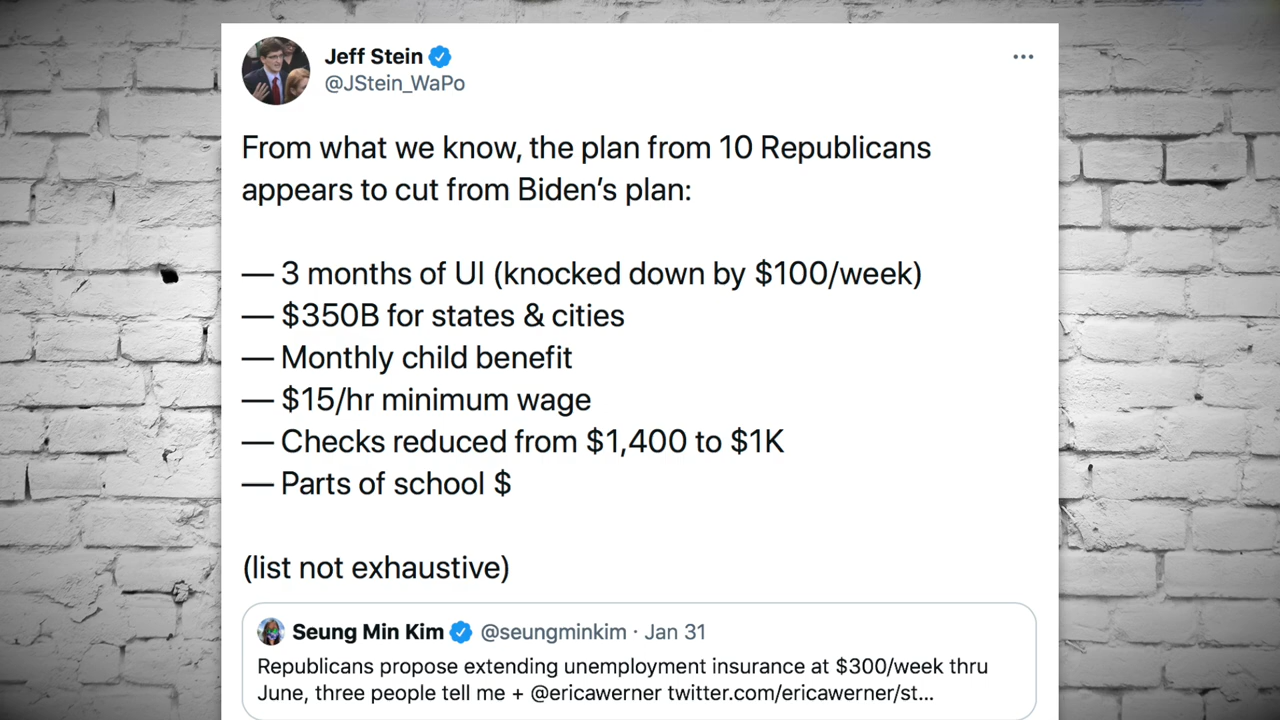 Jeff Stein
@JStein_WaPo
From what we know, the plan from 10 Republicans
appears to cut from Biden’s plan:
— 3 months of UI (knocked down by $100/week)
— $350B for states & cities
— Monthly child benefit
— $15/hr minimum wage
— Checks reduced from $1,400 to $1K
— Parts of school $
(list not exhaustive)
Seung Min Kim @seungminkim · Jan 31
Republicans propose extending unemployment insurance at $300/week thru
June, three people tell me + @ericawerner twitter.com/ericawerner/st...